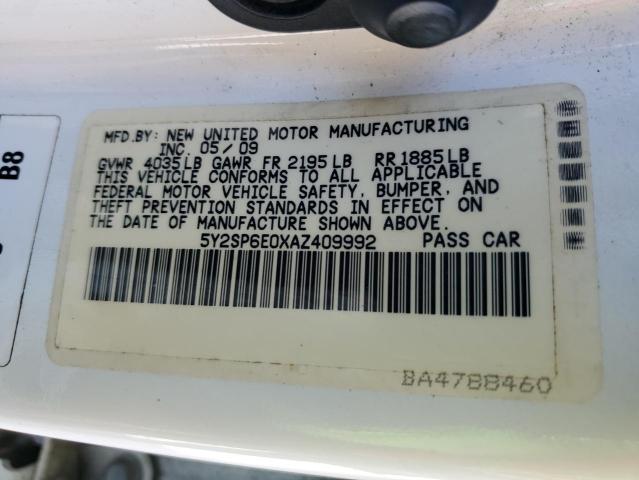 MFD.BY: NEW UNITED MOTOR MANUFACTURING
INC. 05/09
GVWR 4035LB GAWR FR 2195LB RR 1885LB
THIS VEHICLE CONFORMS TO ALL APPLICABLE
FEDERAL MOTOR VEHICLE SAFETY, BUMPER, AND
THEFT PREVENTION STANDARDS IN EFFECT ON
THE DATE OF MANUFACTURE SHOWN ABOVE.
5Y2SP6E0XAZ409992 PASS CAR
BA4788460
B8